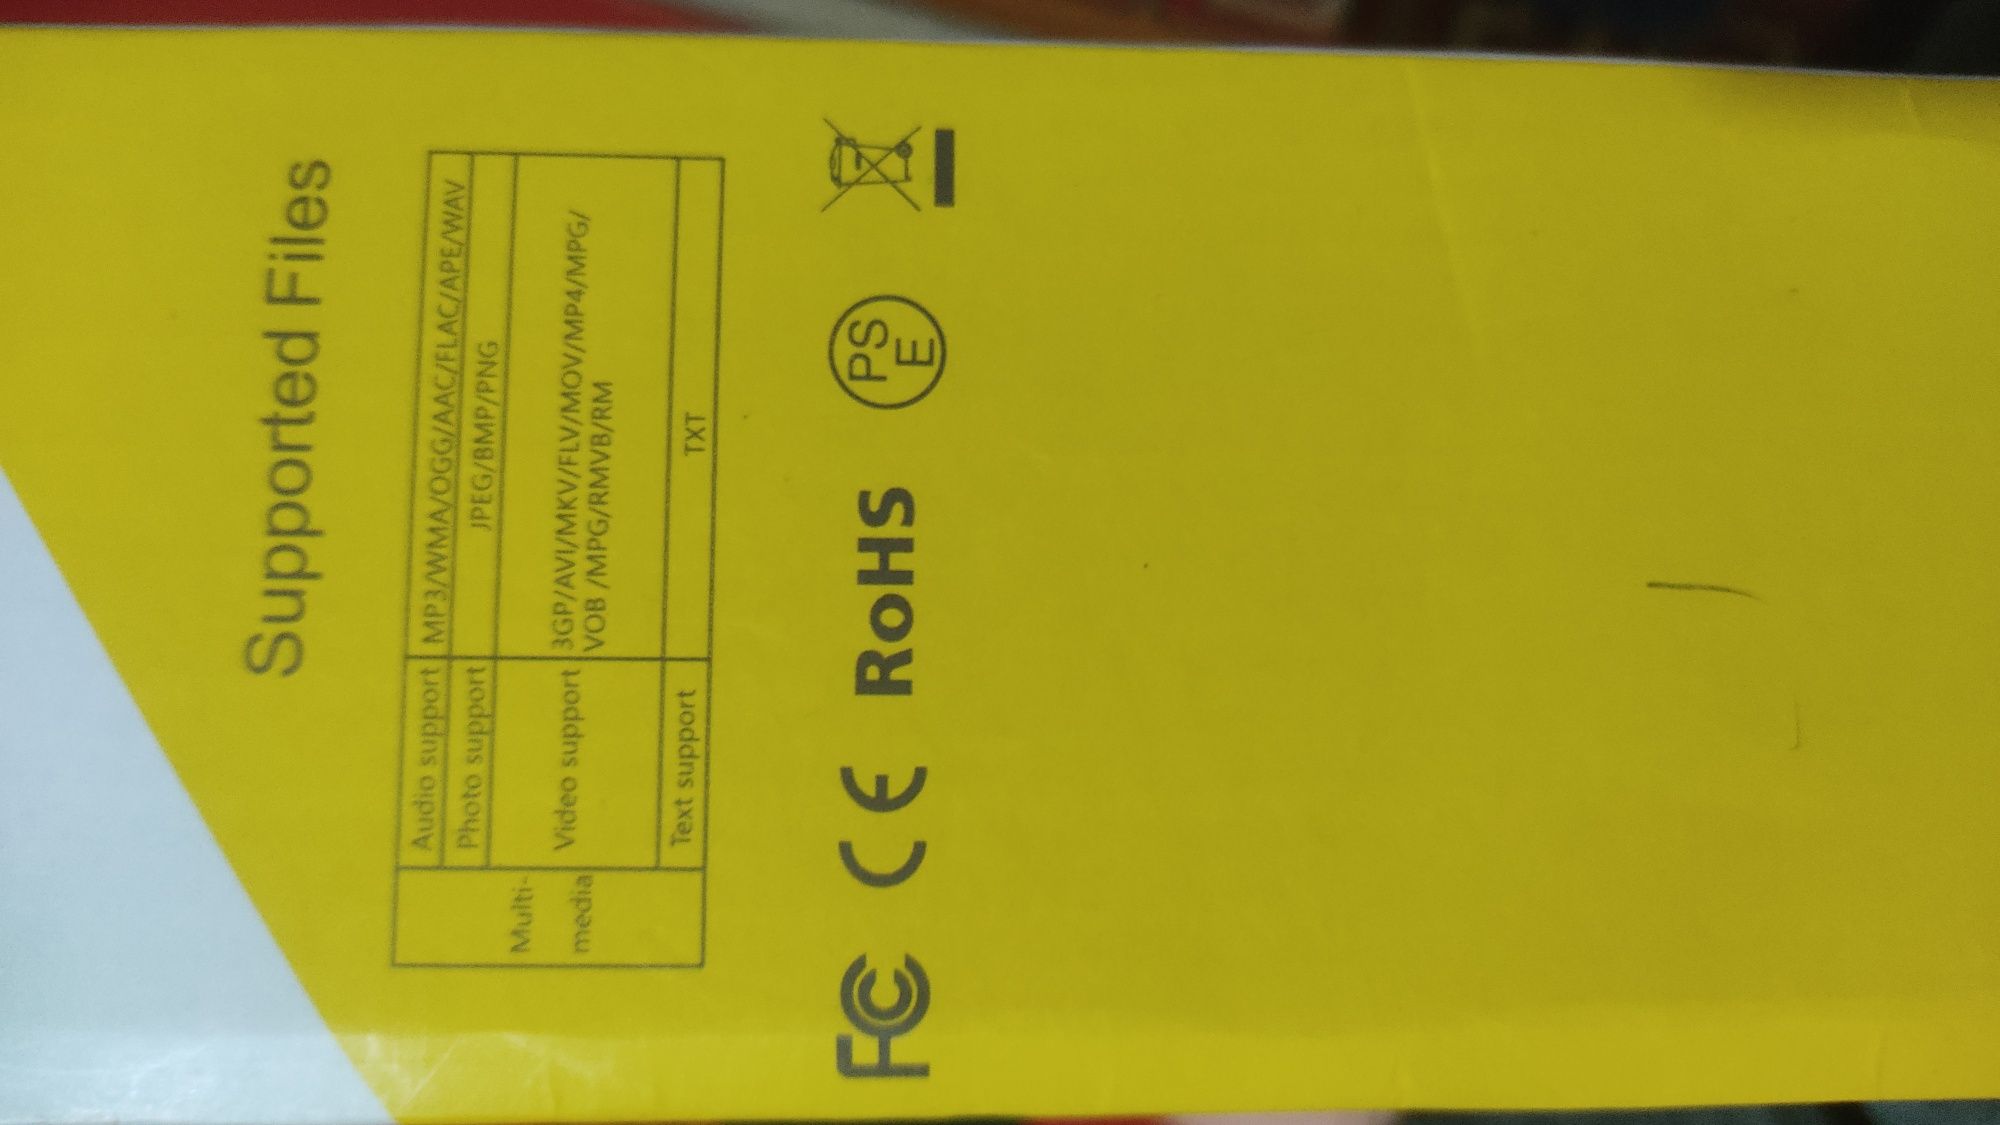 Supported Files
Multi-
media
Audio support MP3/WMA/OGG/AAC/FLAC/APE/WAV
Photo support JPEG/BMP/PNG
Video support 3GP/AVI/MKV/FLV/MOV/MP4/MPG/
VOB /MPG/RMVB/RM
Text support TXT
FC CE RoHS PSE